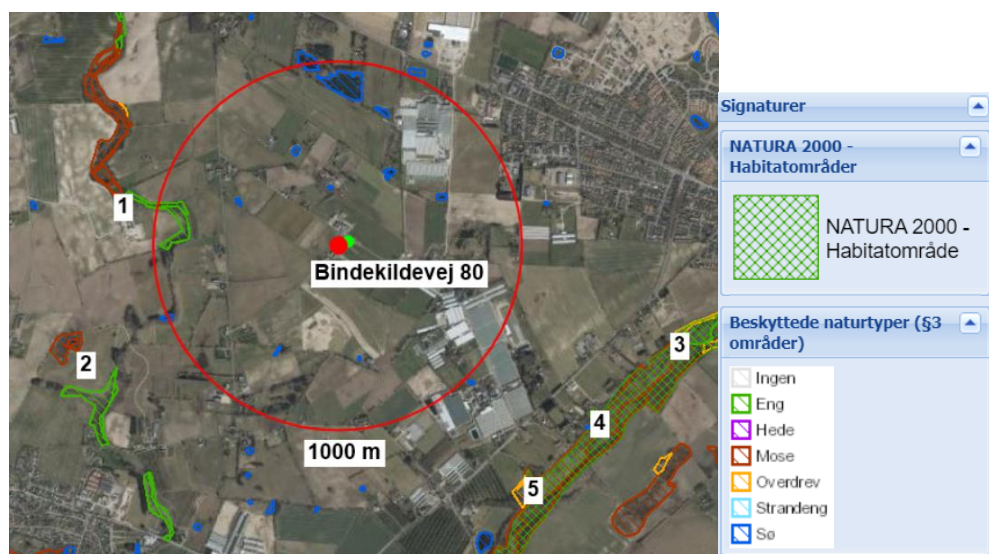 1
Bindekildevej 80
2
3
4
1000 m
5
Signaturer
NATURA 2000 -
Habitatområder
NATURA 2000 -
Habitatområde
Beskyttede naturtyper (§3
områder)
Ingen
Eng
Hede
Mose
Overdrev
Strandeng
Sø